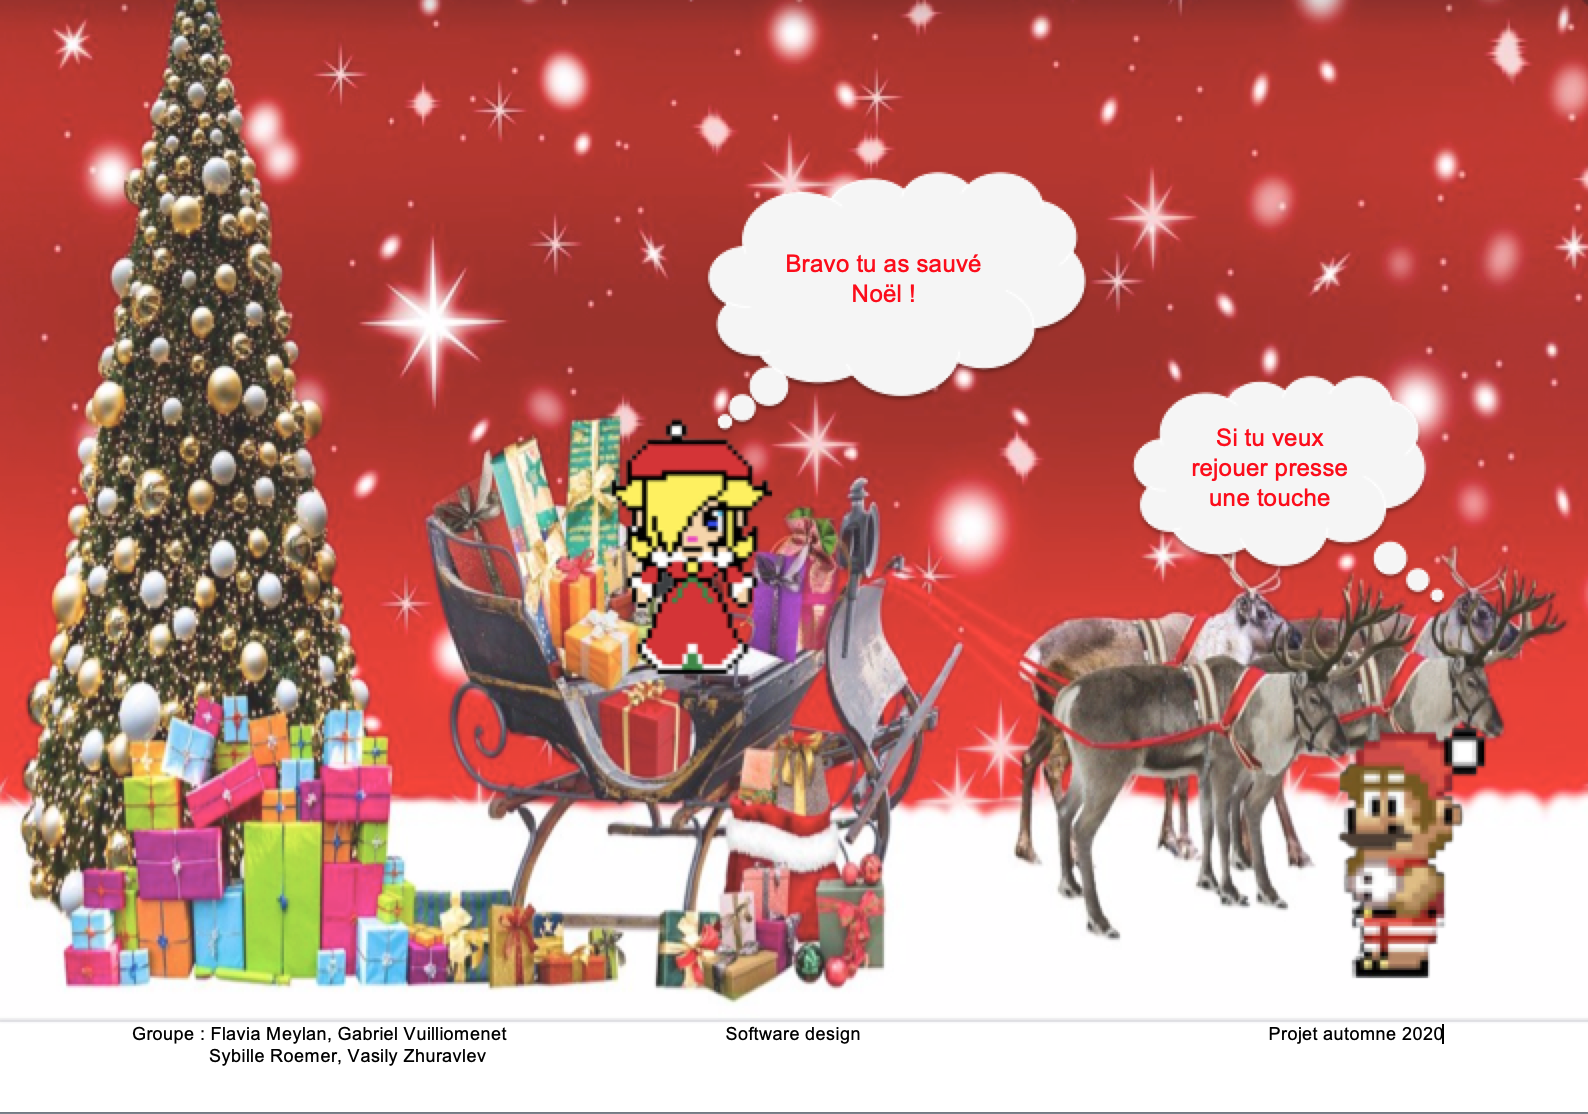 Bravo tu as sauvé
Noël !
Si tu veux
rejouer presse
une touche
Groupe : Flavia Meylan, Gabriel Vuilliomenet
Sybille Roemer, Vasily Zhuravlev
Software design
Projet automne 2020